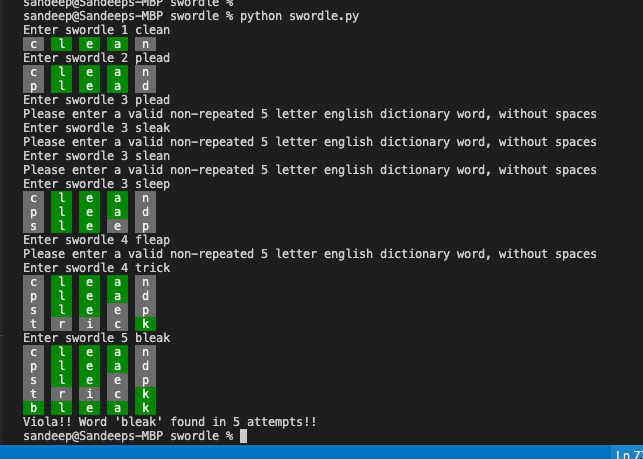 sandeep@Sandeeps-MBP swordle %
sandeep@Sandeeps-MBP swordle % python swordle.py
Enter swordle 1 clean
c l e a n
Enter swordle 2 plead
c l e a n
p l e a d
Enter swordle 3 plead
Please enter a valid non-repeated 5 letter english dictionary word, without spaces
Enter swordle 3 sleak
Please enter a valid non-repeated 5 letter english dictionary word, without spaces
Enter swordle 3 slean
Please enter a valid non-repeated 5 letter english dictionary word, without spaces
Enter swordle 3 sleep
c l e a n
p l e a d
s l e e p
Enter swordle 4 fleap
Please enter a valid non-repeated 5 letter english dictionary word, without spaces
Enter swordle 4 trick
c l e a n
p l e a d
s l e e p
t r i c k
Enter swordle 5 bleak
c l e a n
p l e a d
s l e e p
t r i c k
b l e a k
Viola!! Word 'bleak' found in 5 attempts!!
sandeep@Sandeeps-MBP swordle %
Ln 7